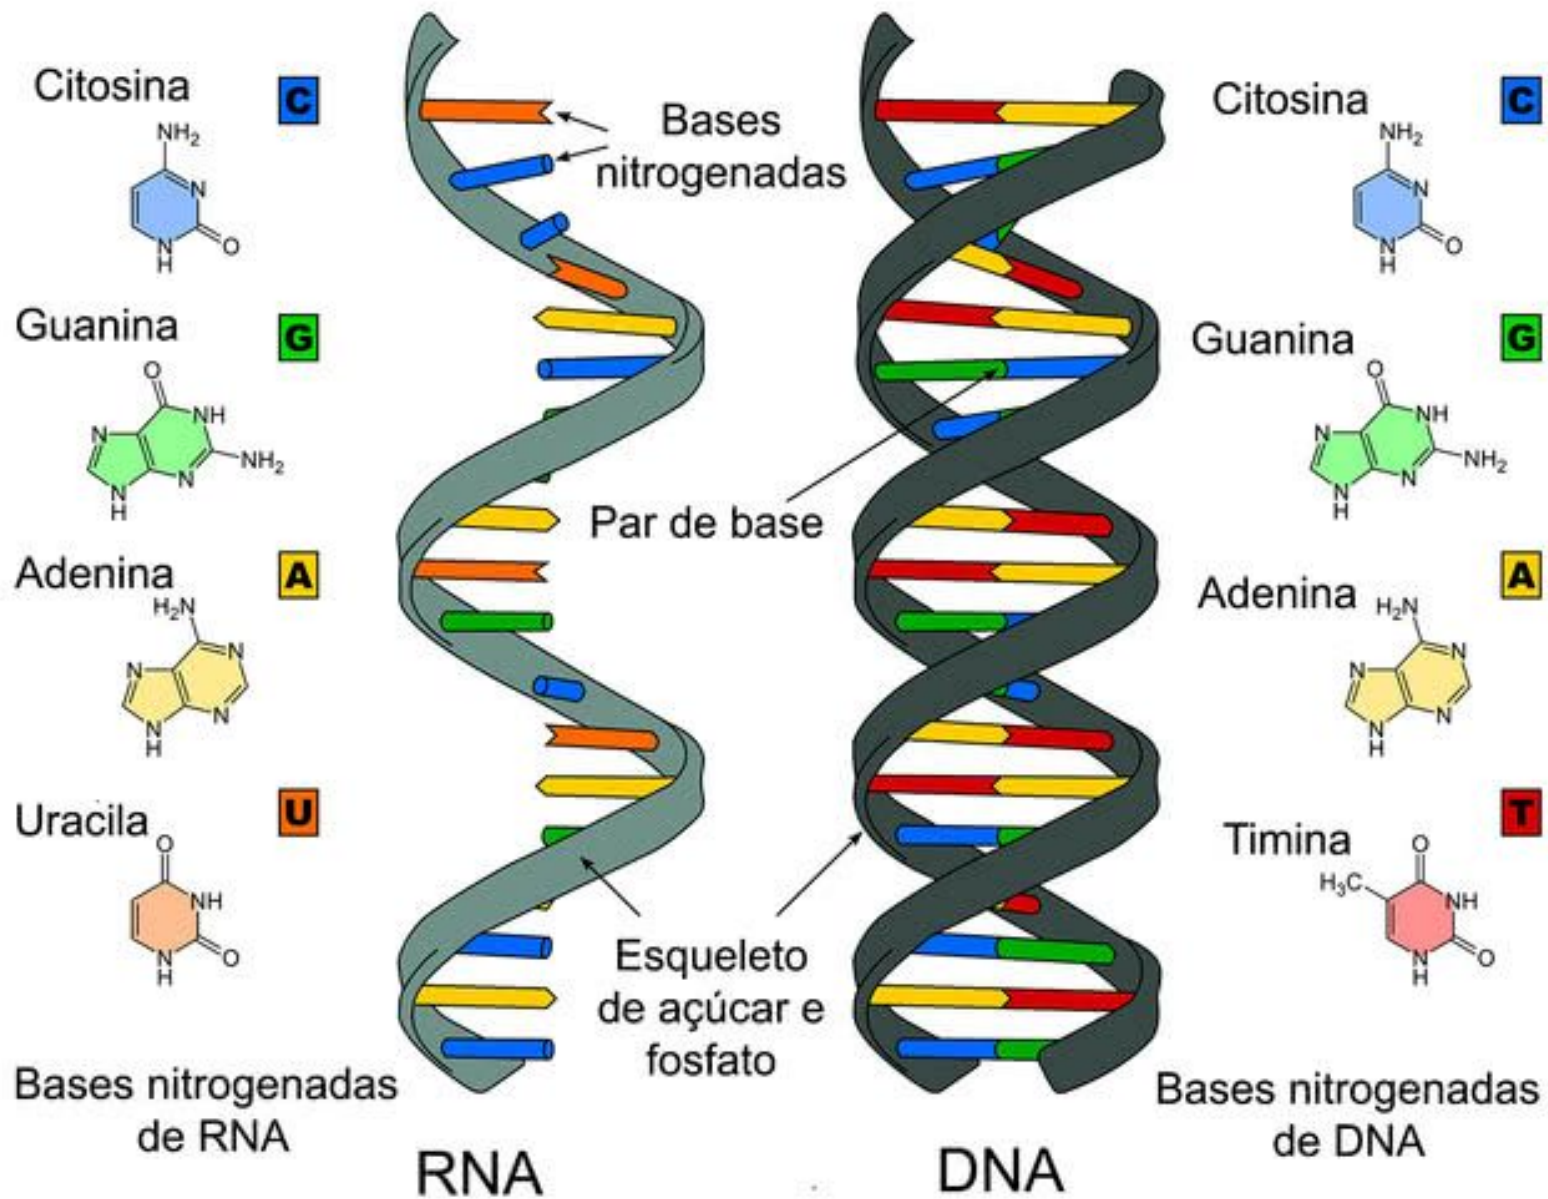 Citosina
C
NH2
N
N
H
O
Guanina
G
O
NH
N
NH2
N
N
H
Adenina
A
H2N
N
N
N
N
H
Uracila
U
O
NH
N
H
O
Bases nitrogenadas
de RNA
Bases
nitrogenadas
Par de base
Esqueleto
de açúcar e
fosfato
RNA
DNA
Citosina
C
NH2
N
N
H
O
Guanina
G
O
NH
N
NH2
N
N
H
Adenina
A
H2N
N
N
N
N
H
Timina
T
O
H3C
NH
N
H
O
Bases nitrogenadas
de DNA